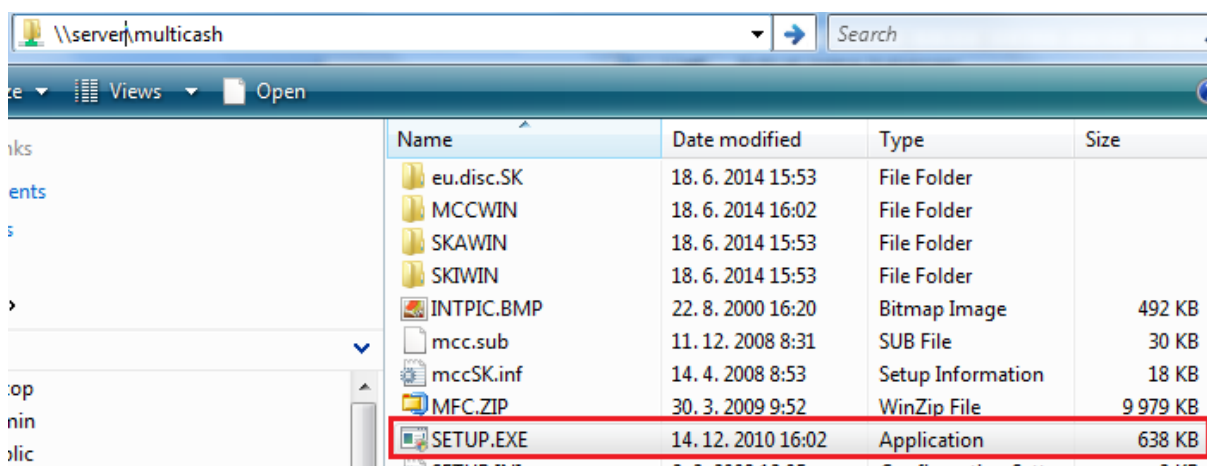 \\server\multicash Search
Views Open
Name Date modified Type Size
eu.disc.SK 18. 6. 2014 15:53 File Folder
ents MCCWIN 18. 6. 2014 16:02 File Folder
SKAWIN 18. 6. 2014 15:53 File Folder
SKIWIN 18. 6. 2014 15:53 File Folder
INTPIC.BMP 22. 8. 2000 16:20 Bitmap Image 492 KB
mcc.sub 11. 12. 2008 8:31 SUB File 30 KB
mccSK.inf 14. 4. 2008 8:53 Setup Information 18 KB
top MFC.ZIP 30. 3. 2009 9:52 WinZip File 9 979 KB
min
SETUP.EXE 14. 12. 2010 16:02 Application 638 KB